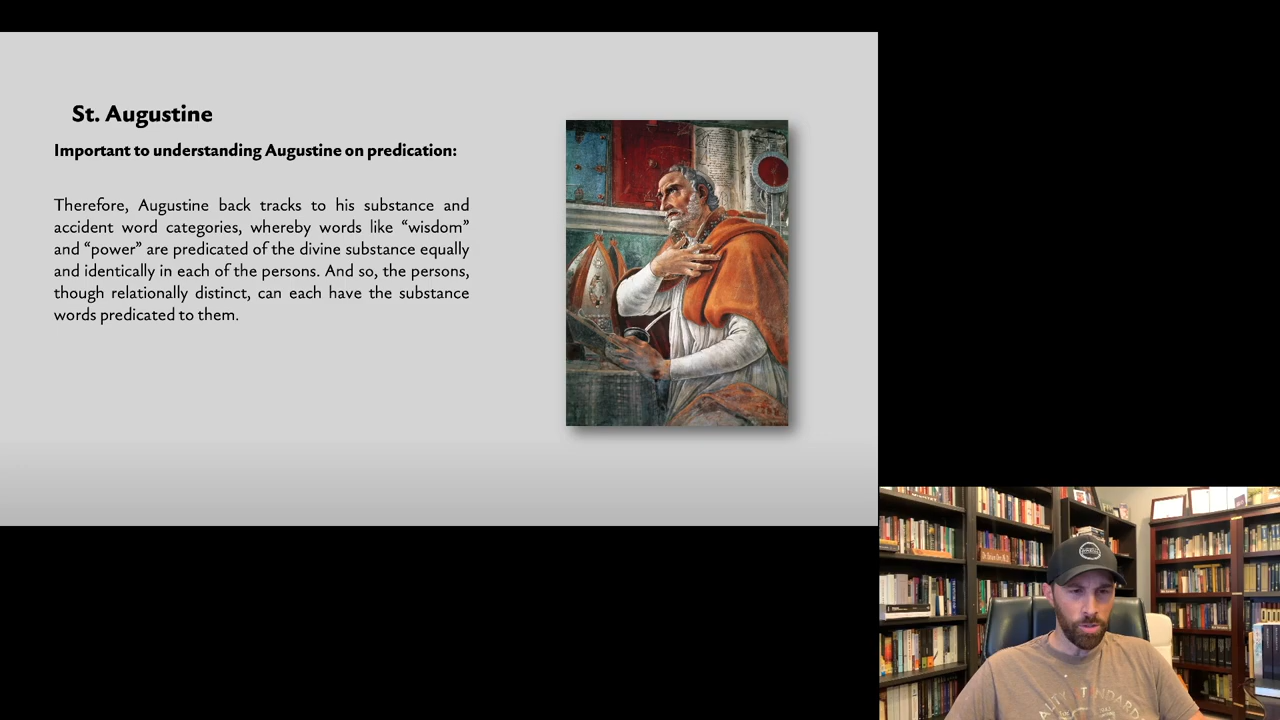 St. Augustine
Important to understanding Augustine on predication:
Therefore, Augustine back tracks to his substance and
accident word categories, whereby words like “wisdom”
and “power” are predicated of the divine substance equally
and identically in each of the persons. And so, the persons,
though relationally distinct, can each have the substance
words predicated to them.